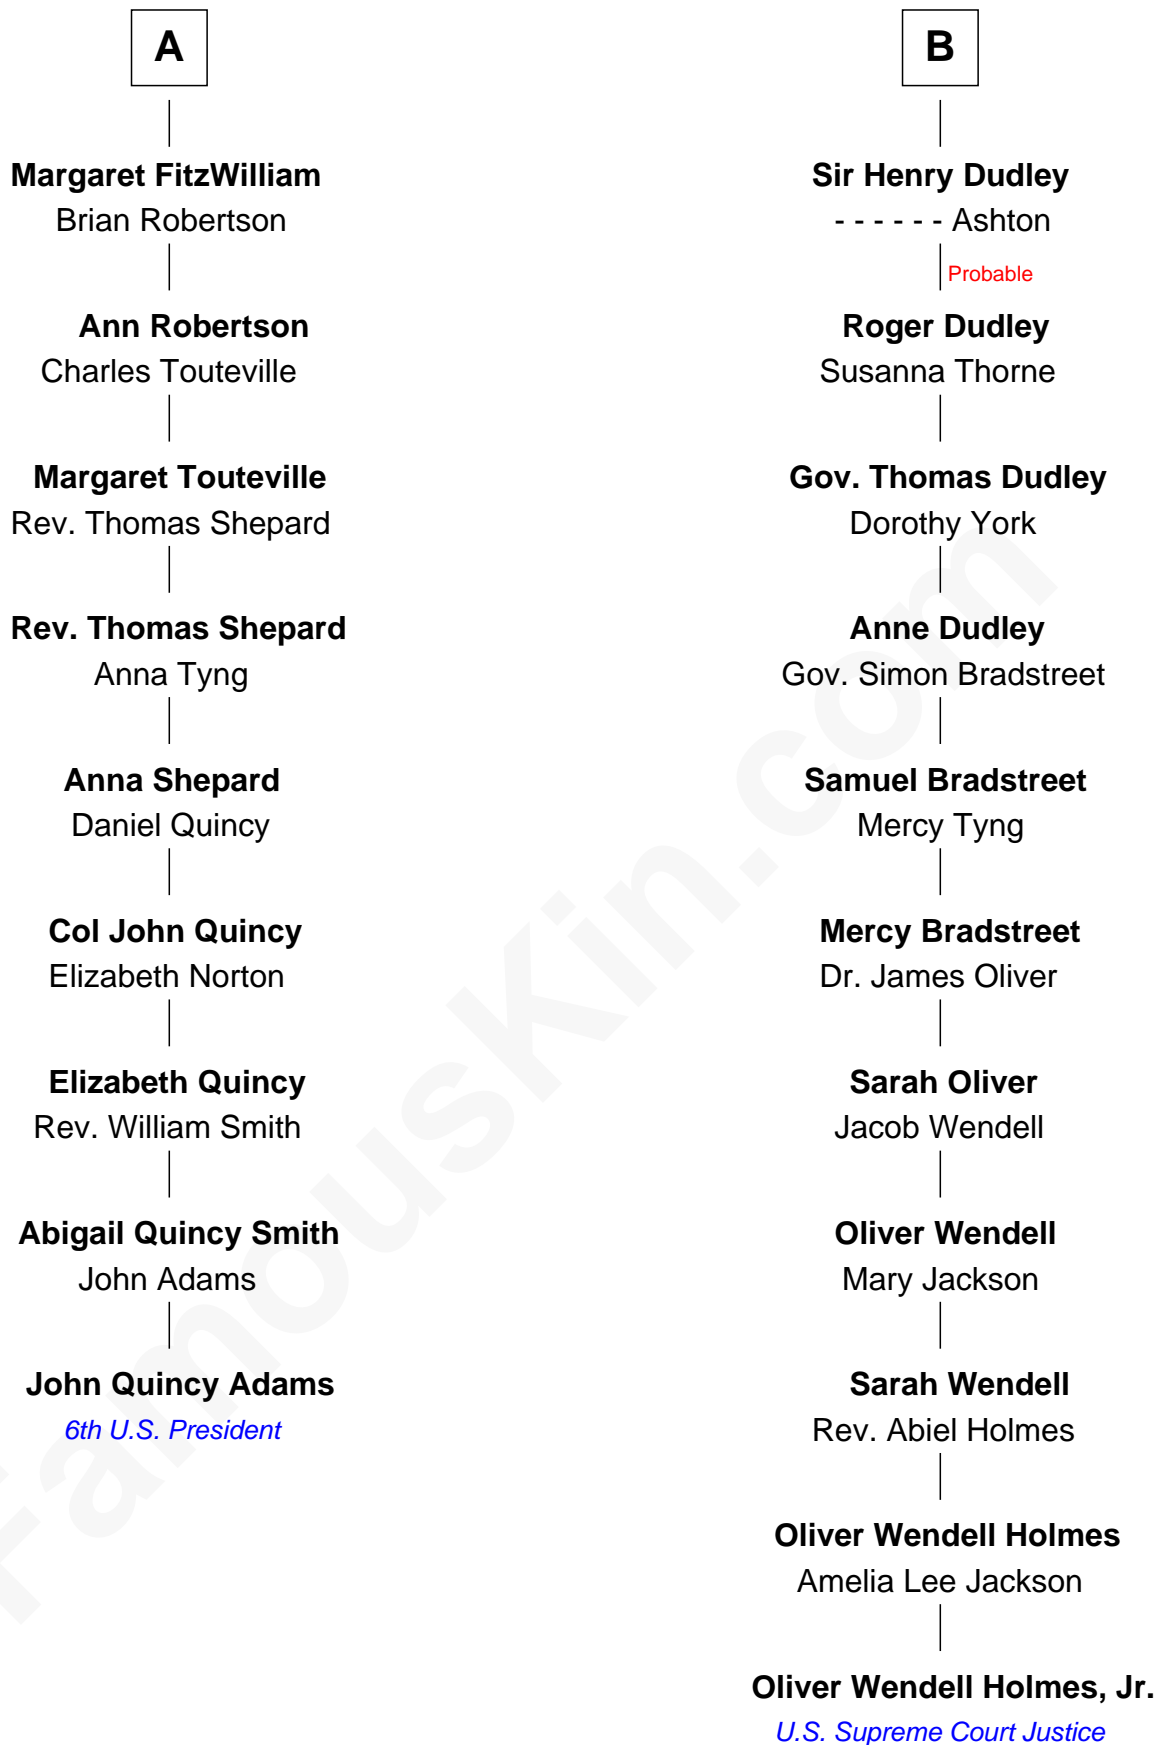 A
Margaret FitzWilliam
Brian Robertson
Ann Robertson
Charles Touteville
Margaret Touteville
Rev. Thomas Shepard
Rev. Thomas Shepard
Anna Tyng
Anna Shepard
Daniel Quincy
Col John Quincy
Elizabeth Norton
Elizabeth Quincy
Rev. William Smith
Abigail Quincy Smith
John Adams
John Quincy Adams
6th U.S. President
B
Sir Henry Dudley
- - - - - - Ashton
Probable
Roger Dudley
Susanna Thorne
Gov. Thomas Dudley
Dorothy York
Anne Dudley
Gov. Simon Bradstreet
Samuel Bradstreet
Mercy Tyng
Mercy Bradstreet
Dr. James Oliver
Sarah Oliver
Jacob Wendell
Oliver Wendell
Mary Jackson
Sarah Wendell
Rev. Abiel Holmes
Oliver Wendell Holmes
Amelia Lee Jackson
Oliver Wendell Holmes, Jr.
U.S. Supreme Court Justice
FamousKin.com